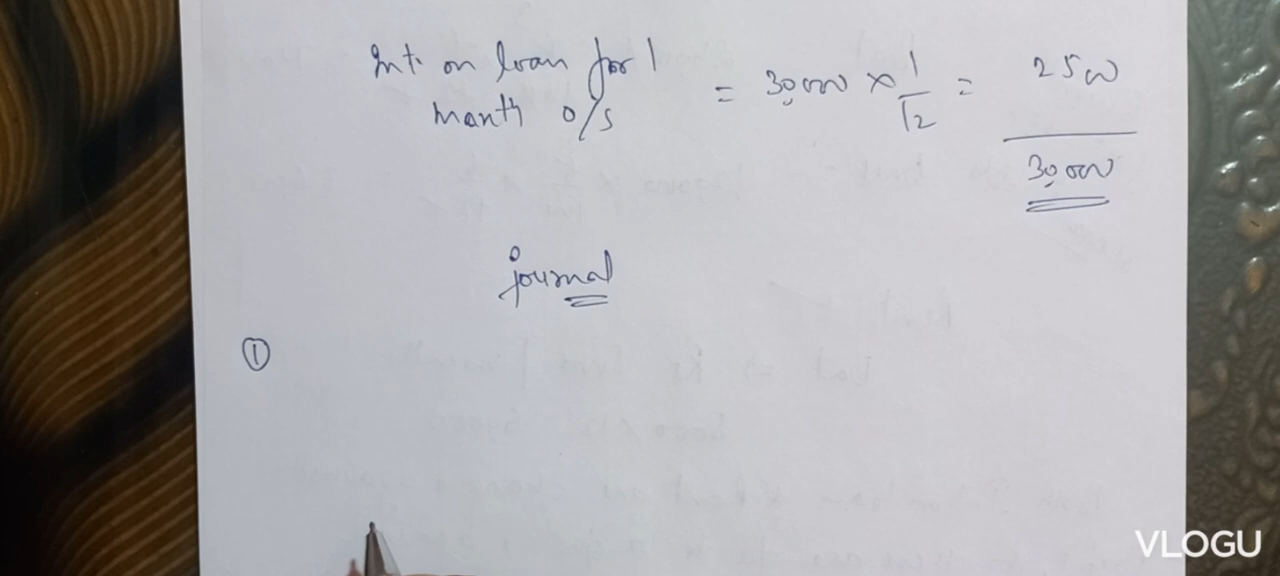 Int. on loan for 1
month o/s = 30,000 × 1/12 = 2500
30,000
journal
①
VLOGU